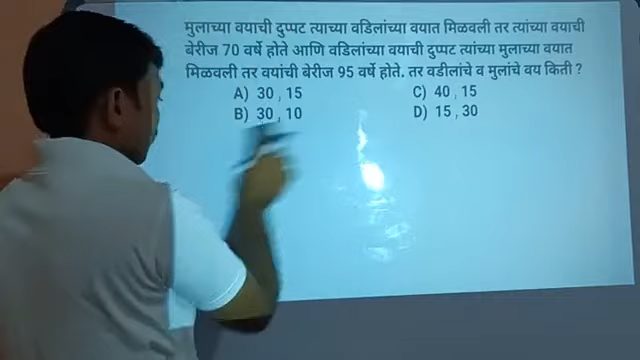 मुलाच्या वयाची दुप्पट त्याच्या वडिलांच्या वयात मिळवली तर त्यांच्या वयाची
बेरीज 70 वर्षे होते आणि वडिलांच्या वयाची दुप्पट त्यांच्या मुलाच्या वयात
मिळवली तर वयांची बेरीज 95 वर्षे होते. तर वडीलांचे व मुलांचे वय किती ?
A) 30 , 15 C) 40 , 15
B) 30 , 10 D) 15 , 30